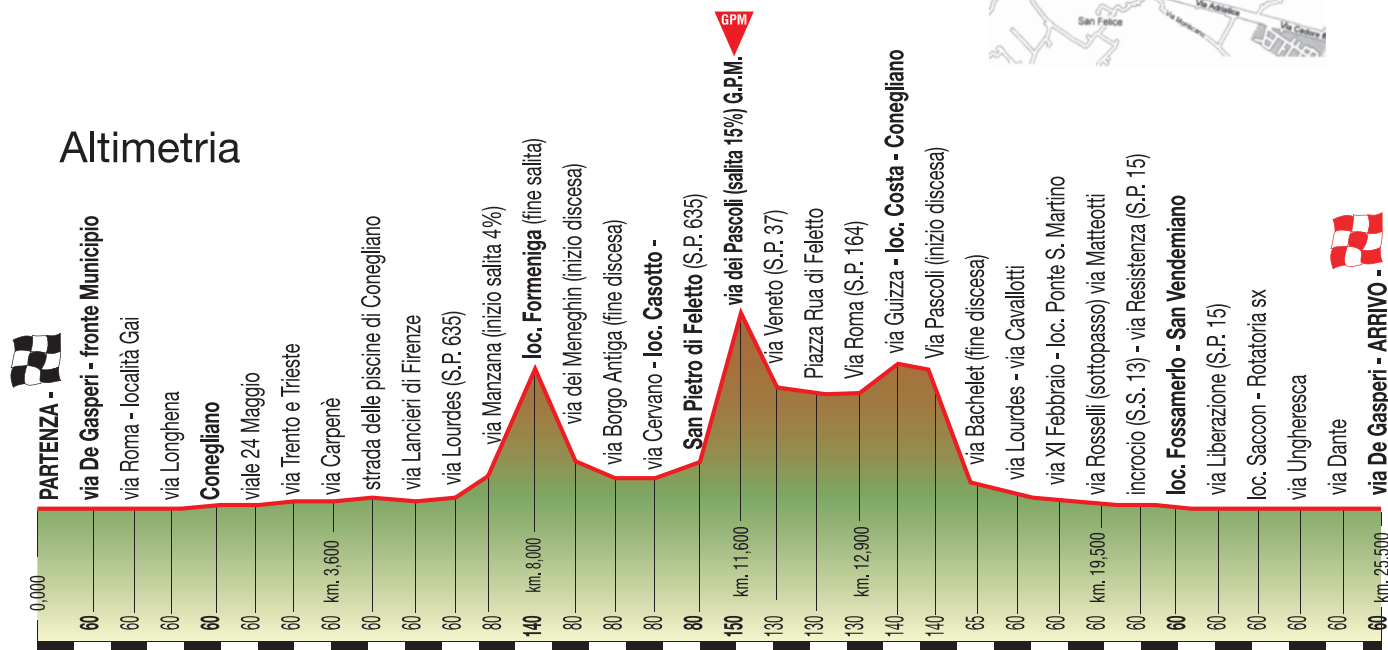 GPM
San Felice
Via Monticano
Via Adriatica
Via Cadore
Altimetria
PARTENZA -
via De Gasperi - fronte Municipio
via Roma - località Gai
via Longhena
Conegliano
viale 24 Maggio
via Trento e Trieste
via Carpenè
strada delle piscine di Conegliano
via Lancieri di Firenze
via Lourdes (S.P. 635)
via Manzana (inizio salita 4%)
loc. Formeniga (fine salita)
via del Meneghin (inizio discesa)
via Borgo Antiga (fine discesa)
via Cervano - loc. Casotto -
San Pietro di Feletto (S.P. 635)
via dei Pascoli (salita 15%) G.P.M.
via Veneto (S.P. 37)
Piazza Rua di Feletto
Via Roma (S.P. 164)
via Guizza - loc. Costa - Conegliano
Via Pascoli (inizio discesa)
via Bachelet (fine discesa)
via Lourdes - via Cavallotti
via XI Febbraio - loc. Ponte S. Martino
via Rosselli (sottopasso) via Matteotti
incrocio (S.S. 13) - via Resistenza (S.P. 15)
loc. Fossamerlo - San Vendemiano
via Liberazione (S.P. 15)
loc. Saccon - Rotatoria sx
via Ungheresca
via Dante
via De Gasperi - ARRIVO -
0,000
km. 3,600
km. 8,000
km. 11,600
km. 12,900
km. 19,500
km. 25,500
60
60
60
60
60
60
60
60
60
60
80
140
80
80
80
80
150
130
130
130
140
140
65
60
60
60
60
60
60
60
60
60
60